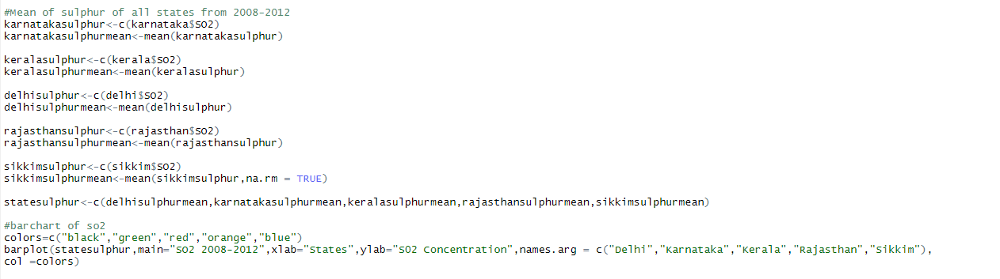 #Mean of sulphur of all states from 2008-2012
karnatakasulphur<-c(karnataka$SO2)
karnatakasulphurmean<-mean(karnatakasulphur)
keralasulphur<-c(kerala$SO2)
keralasulphurmean<-mean(keralasulphur)
delhisulphur<-c(delhi$SO2)
delhisulphurmean<-mean(delhisulphur)
rajasthansulphur<-c(rajasthan$SO2)
rajasthansulphurmean<-mean(rajasthansulphur)
sikkimsulphur<-c(sikkim$SO2)
sikkimsulphurmean<-mean(sikkimsulphur,na.rm = TRUE)
statesulphur<-c(delhisulphurmean,karnatakasulphurmean,keralasulphurmean,rajasthansulphurmean,sikkimsulphurmean)
#barchart of so2
colors=c("black","green","red","orange","blue")
barplot(statesulphur,main="SO2 2008-2012",xlab="States",ylab="SO2 Concentration",names.arg = c("Delhi","Karnataka","Kerala","Rajasthan","Sikkim"),
col =colors)